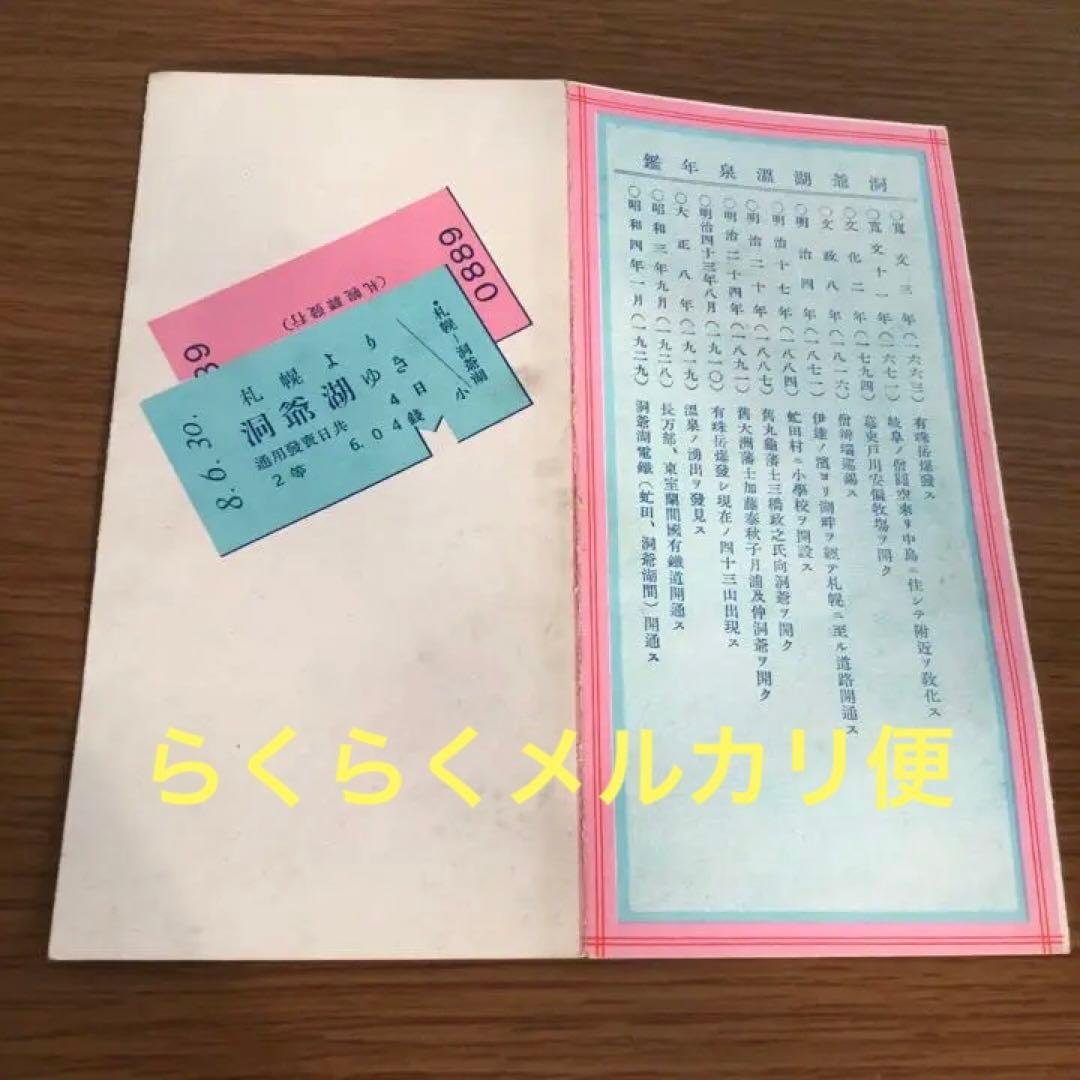 0889
(札幌驛發行)
39
8.6.30.
札幌より
洞爺湖ゆき
通用發賣日共4日
2等 6.04錢
札幌—洞爺湖
小
洞爺湖溫泉年鑑
○寬文三年(一六六三) 有珠岳爆發ス
○寬文十一年(一六七一) 岐阜ノ僧圓空來リ中島ニ住シテ附近ヲ敎化ス
○文化二年(一七九四) 幕吏戸川安倫牧塲ヲ開ク
○文政八年(一八一六) 僧辨瑞巡錫ス
○明治四年(一八七一) 伊達ノ濱ヨリ湖畔ヲ經テ札幌ニ至ル道路開通ス
○明治十七年(一八八四) 虻田村ニ小學校ヲ開設ス
○明治二十年(一八八七) 舊丸龜藩士三橋政之氏向洞爺ヲ開ク
○明治二十四年(一八九一) 舊大洲藩士加藤泰秋子月浦及仲洞爺ヲ開ク
○明治四十三年八月(一九一〇) 有珠岳爆發シ現在ノ四十三山出現ス
○大正八年(一九一九) 溫泉ノ湧出ヲ發見ス
○昭和三年九月(一九二八) 長万部、東室蘭間國有鐵道開通ス
○昭和四年一月(一九二九) 洞爺湖電鐵(虻田、洞爺湖間)開通ス
らくらくメルカリ便